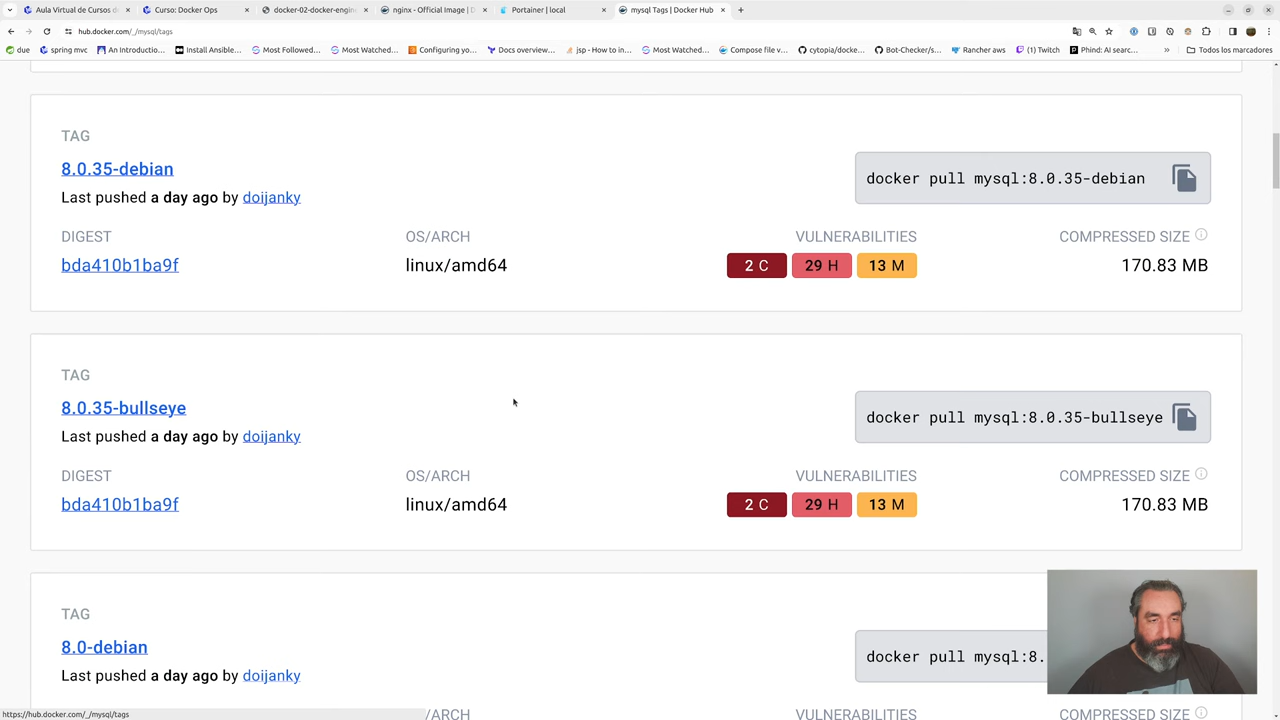 Aula Virtual de Cursos d
Curso: Docker Ops
docker-02-docker-engin
nginx - Official Image | D
Portainer | local
mysql Tags | Docker Hub
hub.docker.com/_/mysql/tags
due
spring mvc
An Introductio...
Install Ansible...
Most Followed...
Most Watched...
Configuring yo...
Docs overview...
jsp - How to in...
Most Watched...
Compose file v...
cytopia/docke...
Bot-Checker/s...
Rancher aws
(1) Twitch
Phind: AI searc...
»
Todos los marcadores
TAG
8.0.35-debian
docker pull mysql:8.0.35-debian
Last pushed a day ago by doijanky
DIGEST
OS/ARCH
VULNERABILITIES
COMPRESSED SIZE
bda410b1ba9f
linux/amd64
2 C
29 H
13 M
170.83 MB
TAG
8.0.35-bullseye
docker pull mysql:8.0.35-bullseye
Last pushed a day ago by doijanky
DIGEST
OS/ARCH
VULNERABILITIES
COMPRESSED SIZE
bda410b1ba9f
linux/amd64
2 C
29 H
13 M
170.83 MB
TAG
8.0-debian
docker pull mysql:8.
Last pushed a day ago by doijanky
https://hub.docker.com/_/mysql/tags
/ARCH
VULNERABILITIES
COMPRESSED SIZE